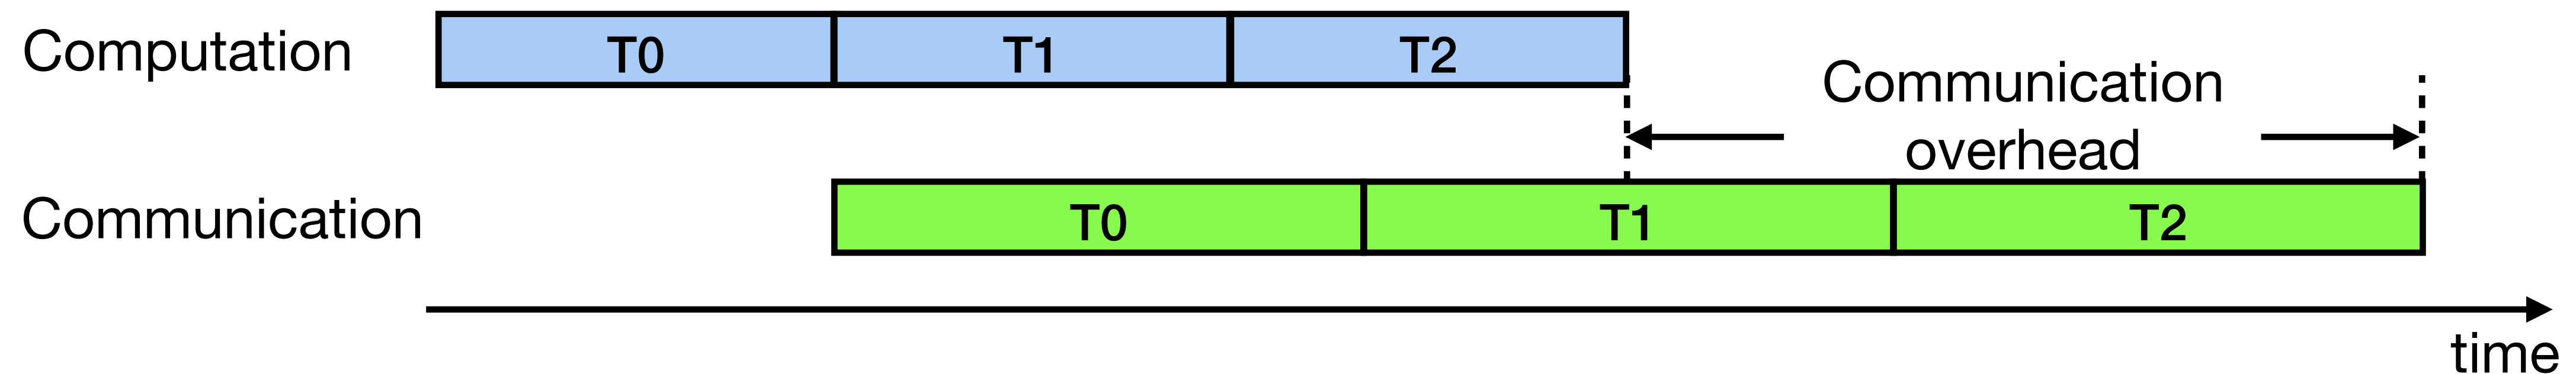 Computation
T0
T1
T2
Communication
overhead
Communication
T0
T1
T2
time